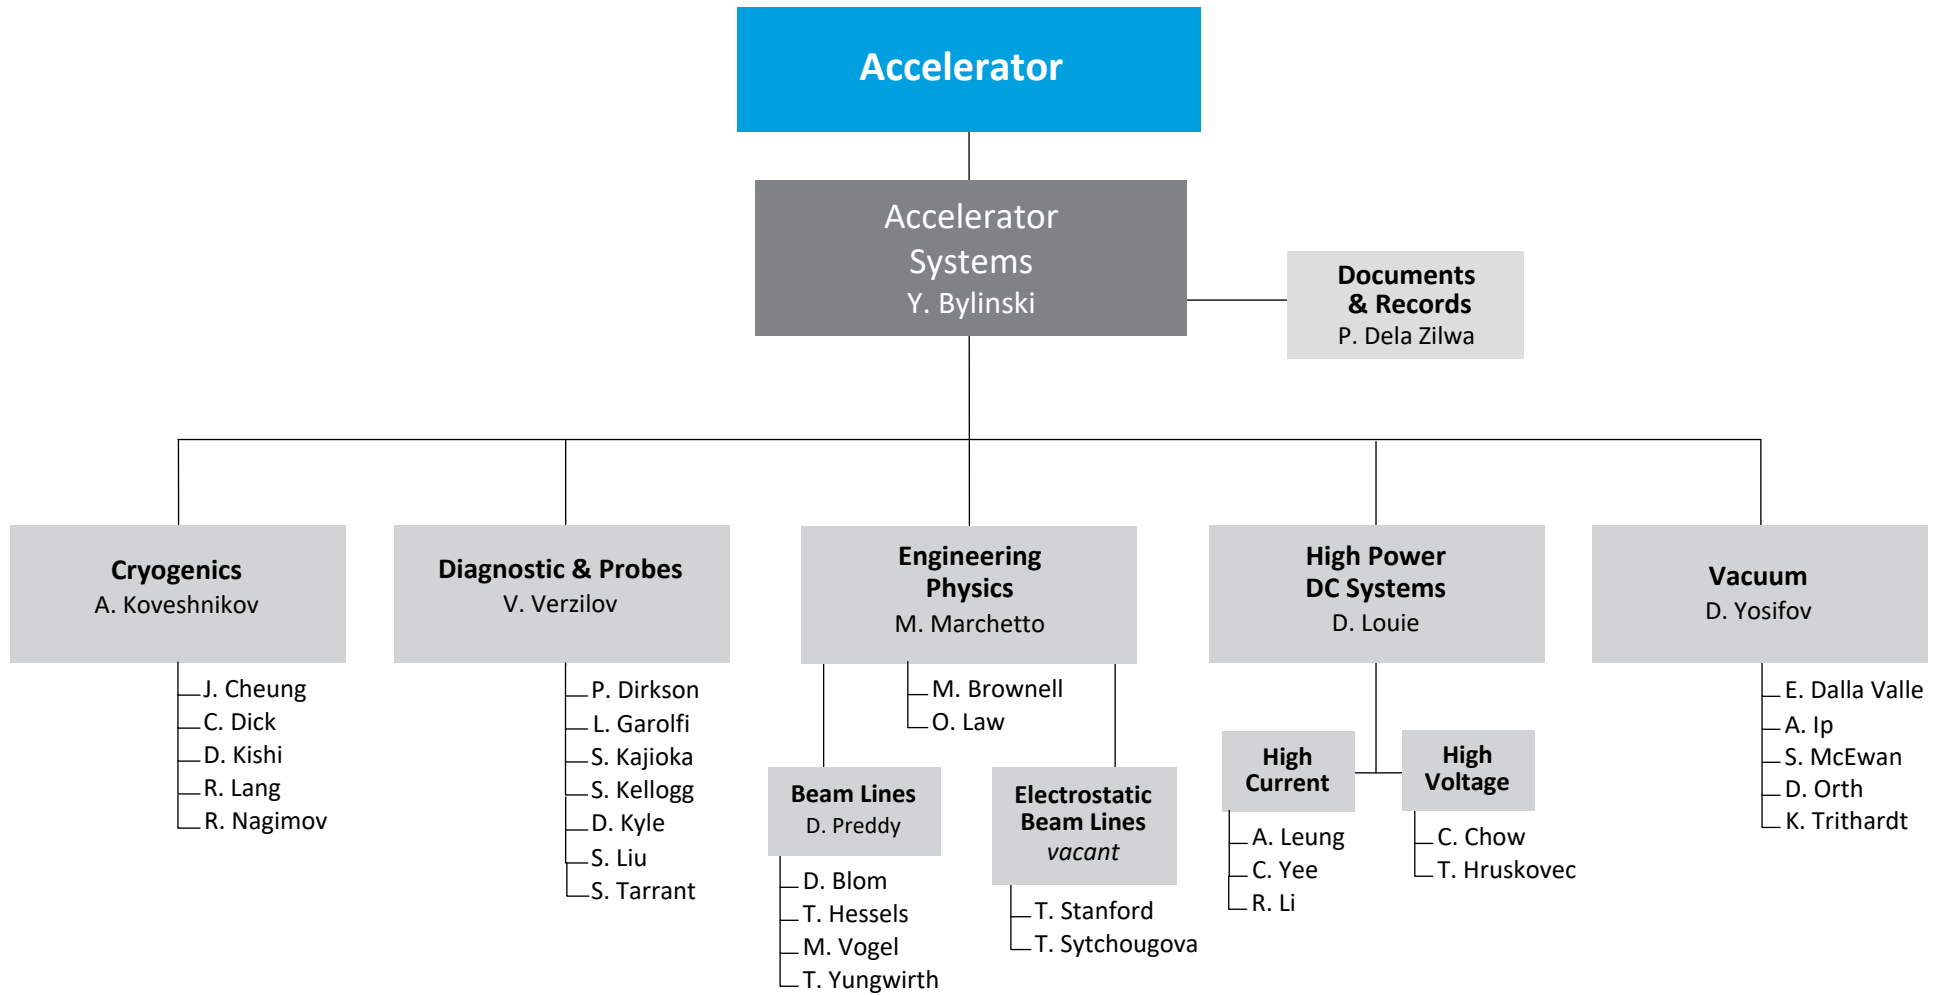 Accelerator
Accelerator
Systems
Y. Bylinski
Documents
& Records
P. Dela Zilwa
Cryogenics
A. Koveshnikov
J. Cheung
C. Dick
D. Kishi
R. Lang
R. Nagimov
Diagnostic & Probes
V. Verzilov
P. Dirkson
L. Garolfi
S. Kajioka
S. Kellogg
D. Kyle
S. Liu
S. Tarrant
Engineering
Physics
M. Marchetto
M. Brownell
O. Law
Beam Lines
D. Preddy
D. Blom
T. Hessels
M. Vogel
T. Yungwirth
Electrostatic
Beam Lines
vacant
T. Stanford
T. Sytchougova
High Power
DC Systems
D. Louie
High
Current
A. Leung
C. Yee
R. Li
High
Voltage
C. Chow
T. Hruskovec
Vacuum
D. Yosifov
E. Dalla Valle
A. Ip
S. McEwan
D. Orth
K. Trithardt